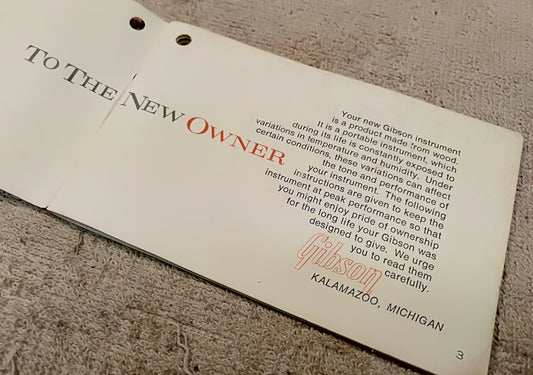 TO THE NEW OWNER
Your new Gibson instrument
is a product made from wood.
It is a portable instrument, which
during its life is constantly exposed to
variations in temperature and humidity. Under
certain conditions, these variations can affect
the tone and performance of
your instrument. The following
instructions are given to keep the
instrument at peak performance so that
you might enjoy pride of ownership
for the long life your Gibson was
designed to give. We urge
you to read them
carefully.
Gibson
KALAMAZOO, MICHIGAN
3